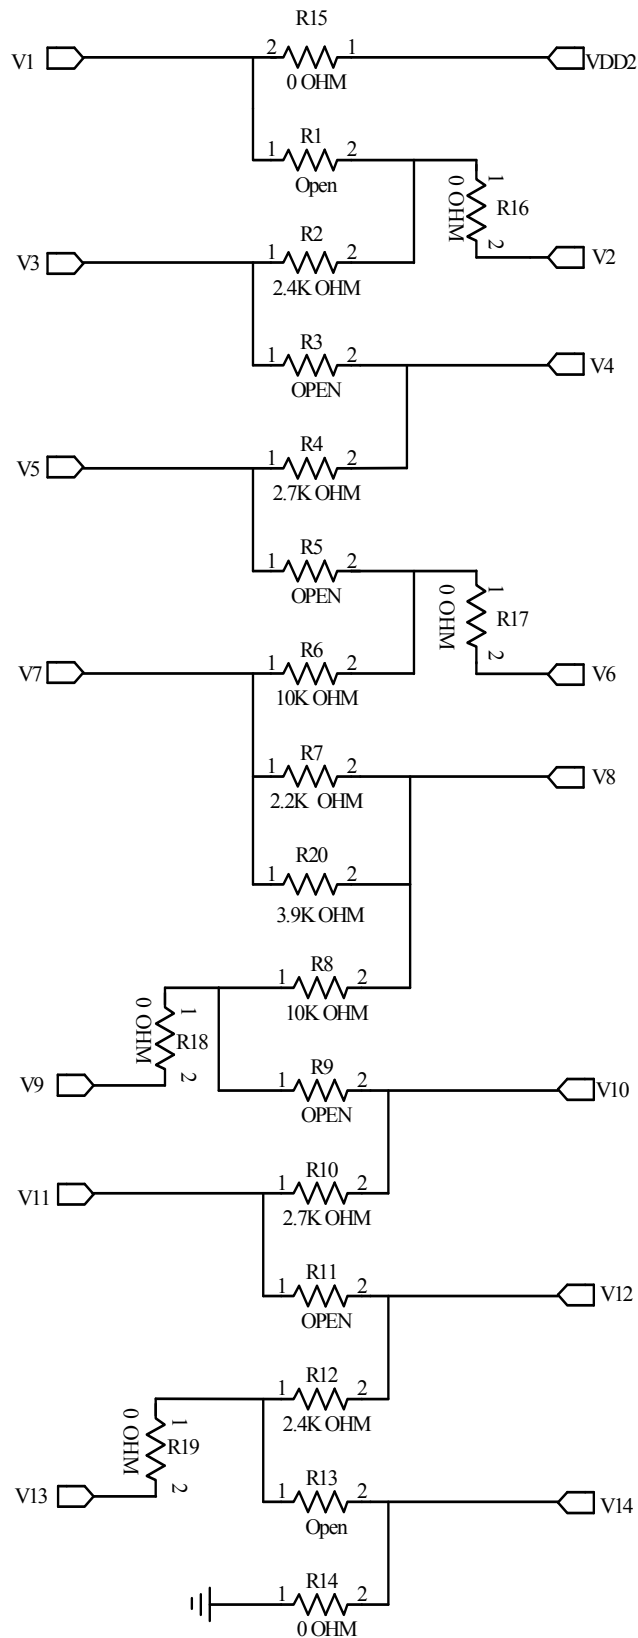 R15
V1 2 1 VDD2
0 OHM
R1
1 2
Open
1
0 OHM R16
2
R2
V3 1 2 V2
2.4K OHM
R3
1 2 V4
OPEN
R4
V5 1 2
2.7K OHM
R5
1 2
OPEN
1
0 OHM R17
2
R6
V7 1 2 V6
10K OHM
R7
1 2 V8
2.2K OHM
R20
1 2
3.9K OHM
R8
1 2
10K OHM
1
0 OHM R18
2
V9
R9
1 2 V10
OPEN
R10
V11 1 2
2.7K OHM
R11
1 2 V12
OPEN
R12
1 2
2.4K OHM
1
0 OHM R19
2
V13
R13
1 2 V14
Open
R14
1 2
0 OHM